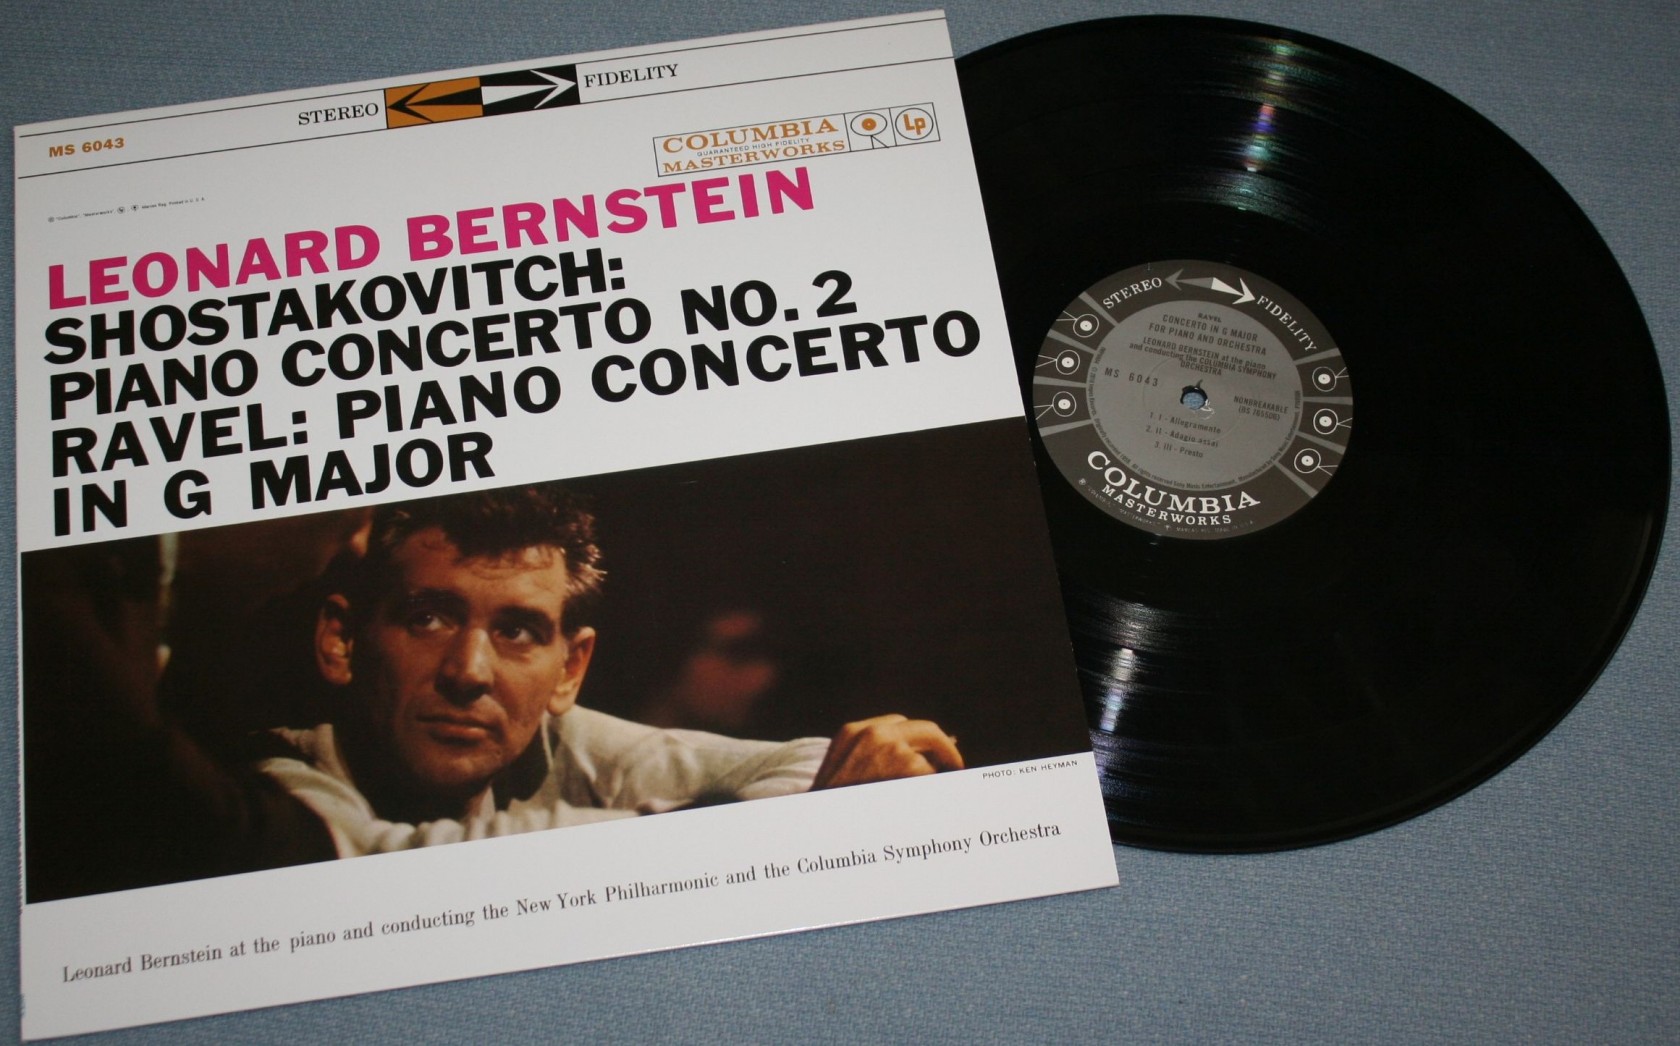 STEREO FIDELITY
MS 6043
COLUMBIA
GUARANTEED HIGH FIDELITY
MASTERWORKS
Lp
LEONARD BERNSTEIN
SHOSTAKOVITCH:
PIANO CONCERTO NO. 2
RAVEL: PIANO CONCERTO
IN G MAJOR
PHOTO: KEN HEYMAN
Leonard Bernstein at the piano and conducting the New York Philharmonic and the Columbia Symphony Orchestra
STEREO FIDELITY
RAVEL
CONCERTO IN G MAJOR
FOR PIANO AND ORCHESTRA
LEONARD BERNSTEIN at the piano
and conducting the COLUMBIA SYMPHONY
ORCHESTRA
MS 6043
NONBREAKABLE
1. I - Allegramente
2. II - Adagio assai
3. III - Presto
COLUMBIA
MASTERWORKS